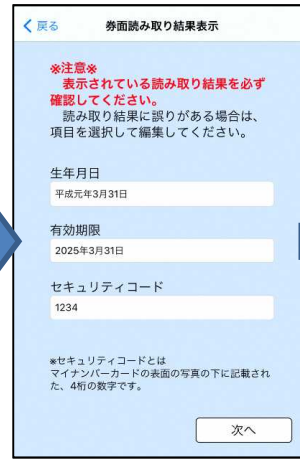 戻る 券面読み取り結果表示
※注意※
表示されている読み取り結果を必ず
確認してください。
読み取り結果に誤りがある場合は、
項目を選択して編集してください。
生年月日
平成元年3月31日
有効期限
2025年3月31日
セキュリティコード
1234
※セキュリティコードとは
マイナンバーカードの表面の写真の下に記載され
た、4桁の数字です。
次へ